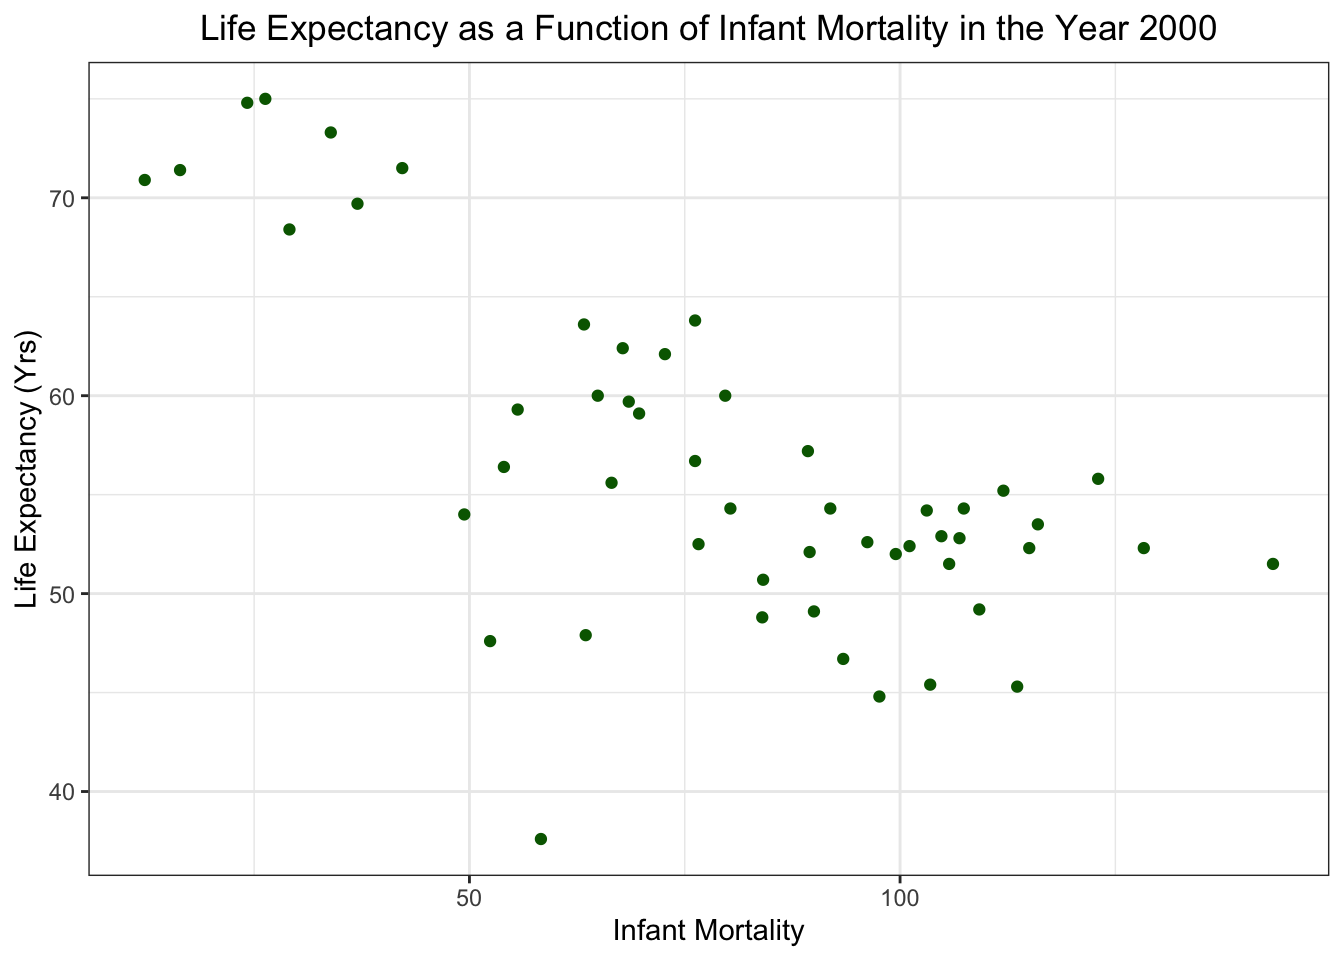 Life Expectancy as a Function of Infant Mortality in the Year 2000
Life Expectancy (Yrs)
70
60
50
40
50
100
Infant Mortality